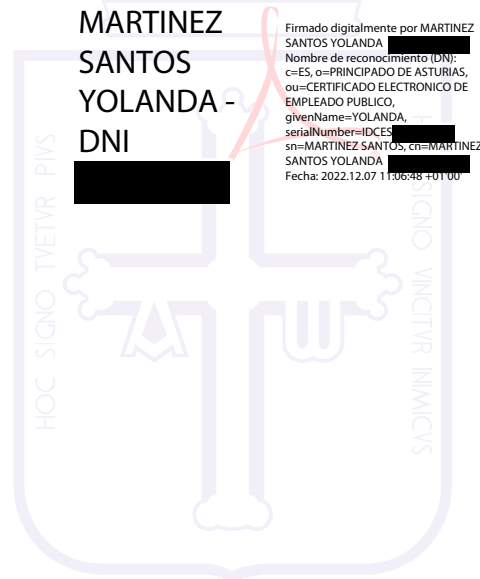 MARTINEZ
SANTOS
YOLANDA -
DNI
Firmado digitalmente por MARTINEZ
SANTOS YOLANDA
Nombre de reconocimiento (DN):
c=ES, o=PRINCIPADO DE ASTURIAS,
ou=CERTIFICADO ELECTRONICO DE
EMPLEADO PUBLICO,
givenName=YOLANDA,
serialNumber=IDCES
sn=MARTINEZ SANTOS, cn=MARTINEZ
SANTOS YOLANDA
Fecha: 2022.12.07 11:06:48 +01'00'
HOC SIGNO TVETVR PIVS
SIGNO VINCITVR INIMICVS